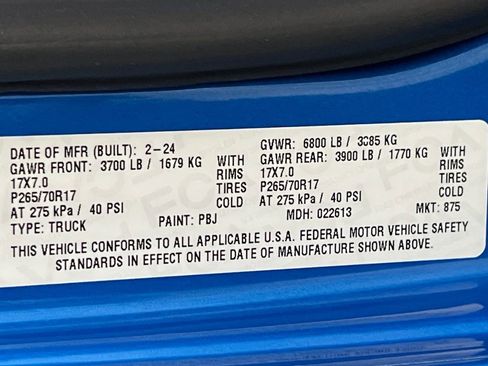 DATE OF MFR (BUILT): 2-24 GVWR: 6800 LB / 3085 KG
GAWR FRONT: 3700 LB / 1679 KG WITH GAWR REAR: 3900 LB / 1770 KG WITH
17X7.0 RIMS 17X7.0 RIMS
P265/70R17 TIRES P265/70R17 TIRES
AT 275 kPa / 40 PSI COLD AT 275 kPa / 40 PSI COLD
TYPE: TRUCK PAINT: PBJ MDH: 022613 MKT: 875
THIS VEHICLE CONFORMS TO ALL APPLICABLE U.S.A. FEDERAL MOTOR VEHICLE SAFETY
STANDARDS IN EFFECT ON THE DATE OF MANUFACTURE SHOWN ABOVE.